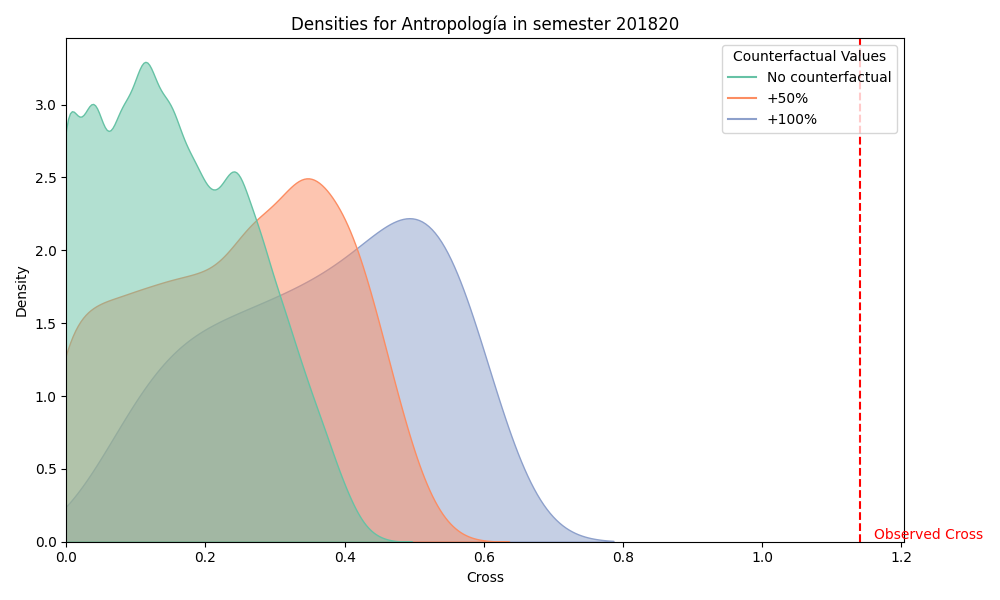 Densities for Antropología in semester 201820
Counterfactual Values
No counterfactual
+50%
+100%
Density
3.0
2.5
2.0
1.5
1.0
0.5
0.0
Observed Cross
0.0 0.2 0.4 0.6 0.8 1.0 1.2
Cross